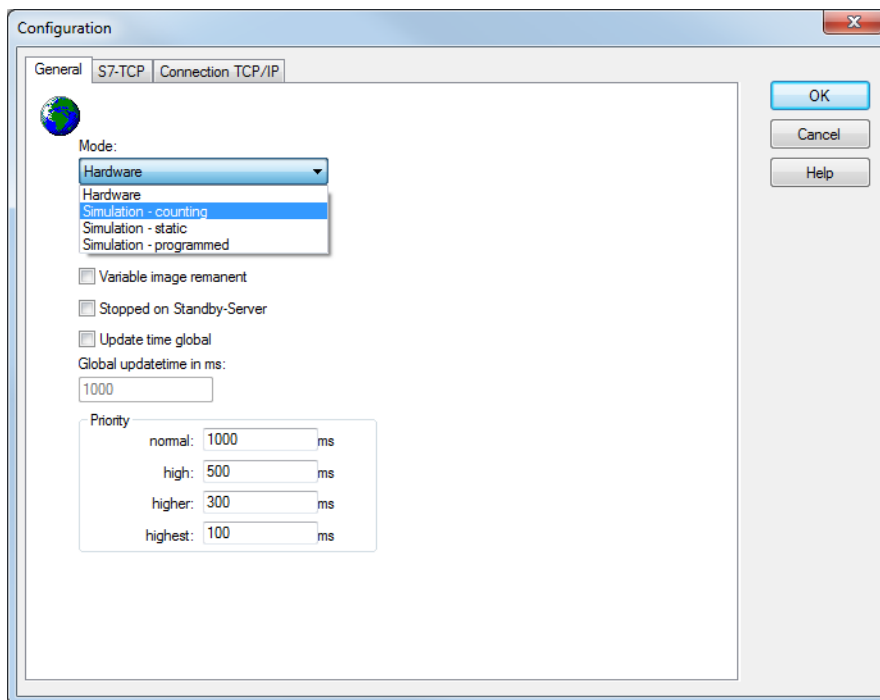 Configuration
General S7-TCP Connection TCP/IP
OK
Cancel
Help
Mode:
Hardware
Hardware
Simulation - counting
Simulation - static
Simulation - programmed
Variable image remanent
Stopped on Standby-Server
Update time global
Global updatetime in ms:
1000
Priority
normal: 1000 ms
high: 500 ms
higher: 300 ms
highest: 100 ms